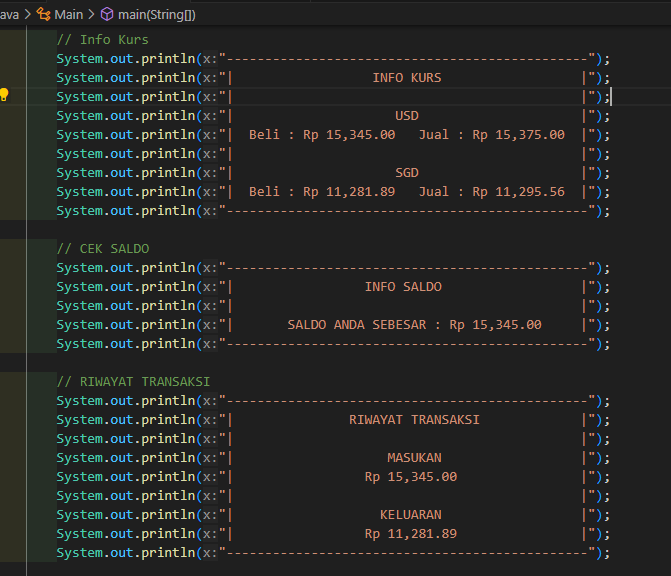 ava > Main > main(String[])
// Info Kurs
System.out.println(x:"-----------------------------------------------");
System.out.println(x:"|                  INFO KURS                  |");
System.out.println(x:"|                                             |");
System.out.println(x:"|                     USD                     |");
System.out.println(x:"|  Beli : Rp 15,345.00   Jual : Rp 15,375.00  |");
System.out.println(x:"|                                             |");
System.out.println(x:"|                     SGD                     |");
System.out.println(x:"|  Beli : Rp 11,281.89   Jual : Rp 11,295.56  |");
System.out.println(x:"-----------------------------------------------");
// CEK SALDO
System.out.println(x:"-----------------------------------------------");
System.out.println(x:"|                 INFO SALDO                  |");
System.out.println(x:"|                                             |");
System.out.println(x:"|       SALDO ANDA SEBESAR : Rp 15,345.00     |");
System.out.println(x:"-----------------------------------------------");
// RIWAYAT TRANSAKSI
System.out.println(x:"-----------------------------------------------");
System.out.println(x:"|               RIWAYAT TRANSAKSI             |");
System.out.println(x:"|                                             |");
System.out.println(x:"|                    MASUKAN                  |");
System.out.println(x:"|                 Rp 15,345.00                |");
System.out.println(x:"|                                             |");
System.out.println(x:"|                   KELUARAN                  |");
System.out.println(x:"|                 Rp 11,281.89                |");
System.out.println(x:"-----------------------------------------------");